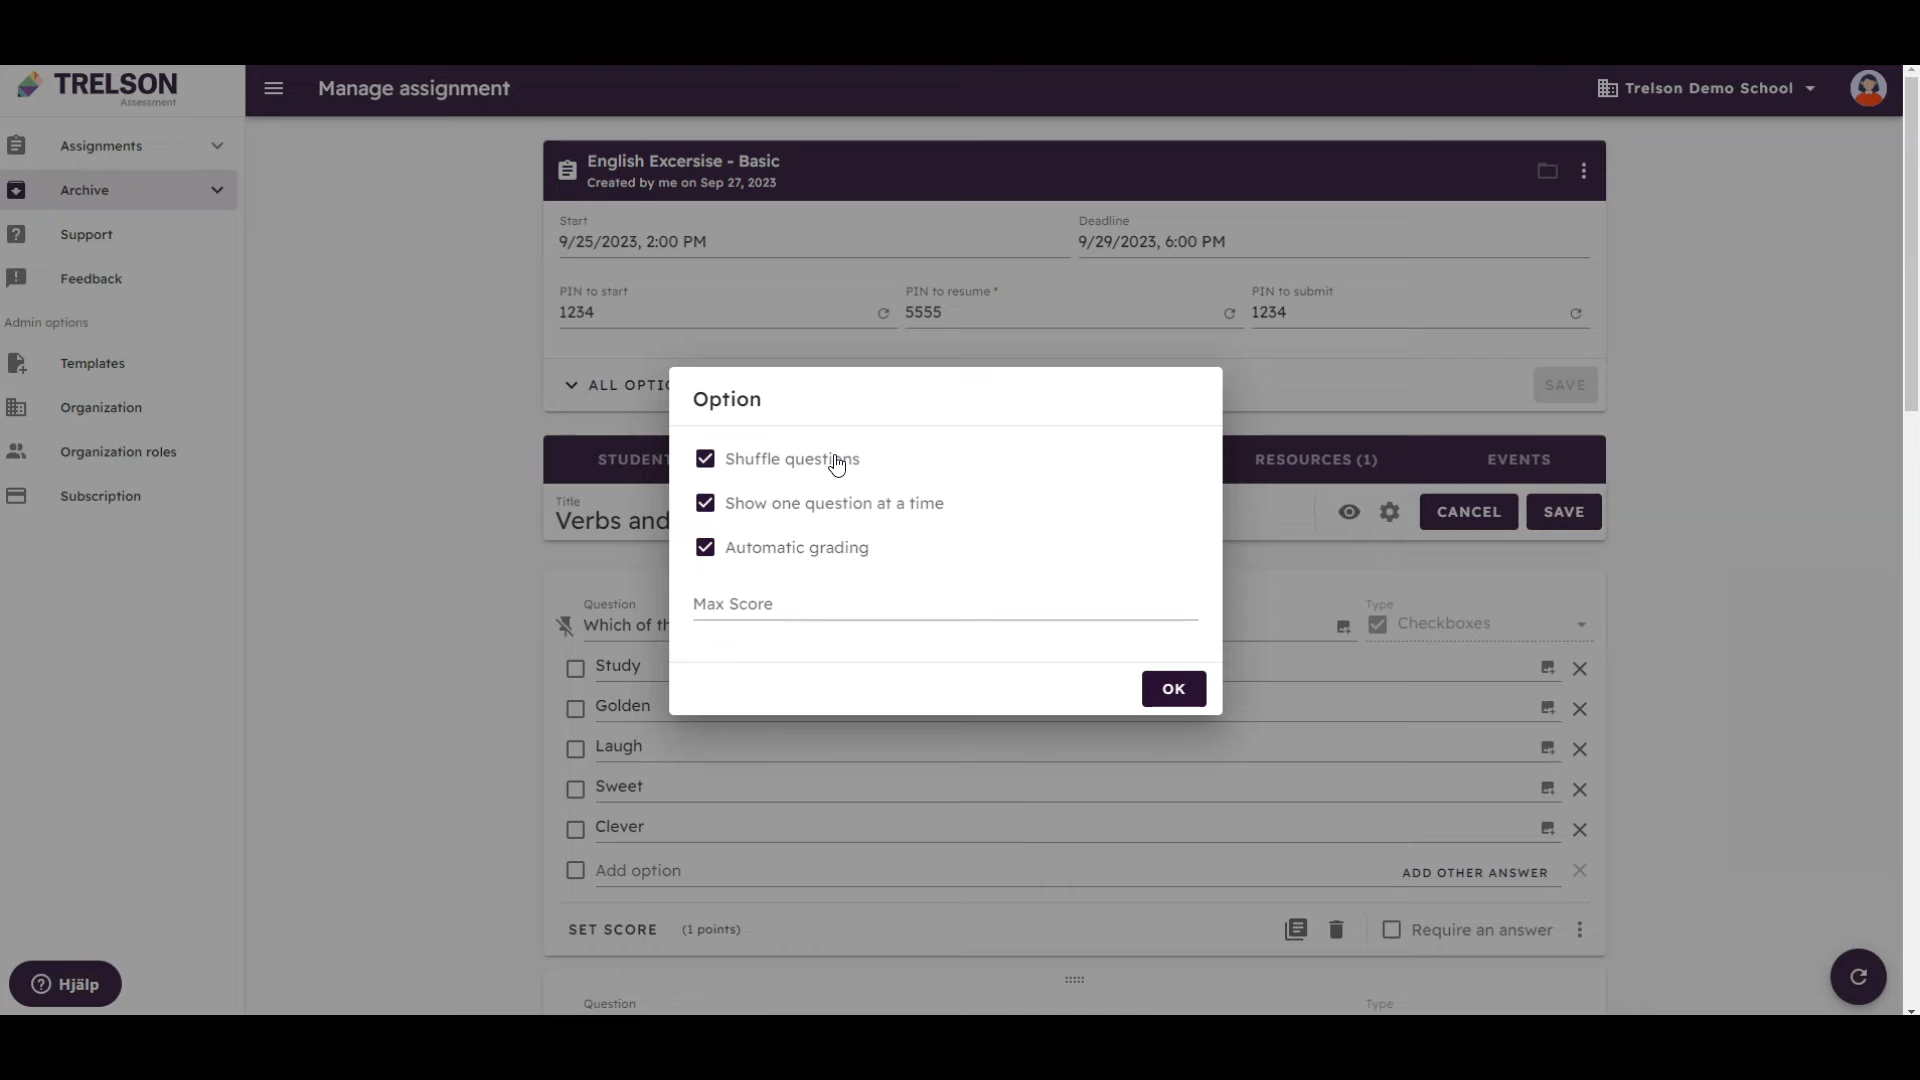 TRELSON
Assessment
Manage assignment
Trelson Demo School
Assignments
Archive
Support
Feedback
Admin options
Templates
Organization
Organization roles
Subscription
Hjälp
English Excersise - Basic
Created by me on Sep 27, 2023
Start
9/25/2023, 2:00 PM
Deadline
9/29/2023, 6:00 PM
PIN to start
1234
PIN to resume *
5555
PIN to submit
1234
ALL OPTIO
SAVE
STUDENT
RESOURCES (1)
EVENTS
Title
Verbs and
CANCEL
SAVE
Option
Shuffle questions
Show one question at a time
Automatic grading
Max Score
OK
Question
Which of th
Type
Checkboxes
Study
Golden
Laugh
Sweet
Clever
Add option
ADD OTHER ANSWER
SET SCORE (1 points)
Require an answer
Question
Type